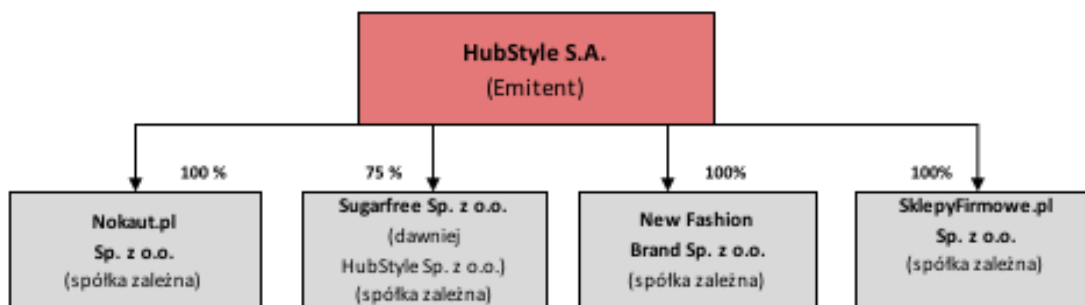 HubStyle S.A.
(Emitent)
100 %
75 %
100%
100%
Nokaut.pl
Sp. z o.o.
(spółka zależna)
Sugarfree Sp. z o.o.
(dawniej
HubStyle Sp. z o.o.)
(spółka zależna)
New Fashion
Brand Sp. z o.o.
(spółka zależna)
SklepyFirmowe.pl
Sp. z o.o.
(spółka zależna)